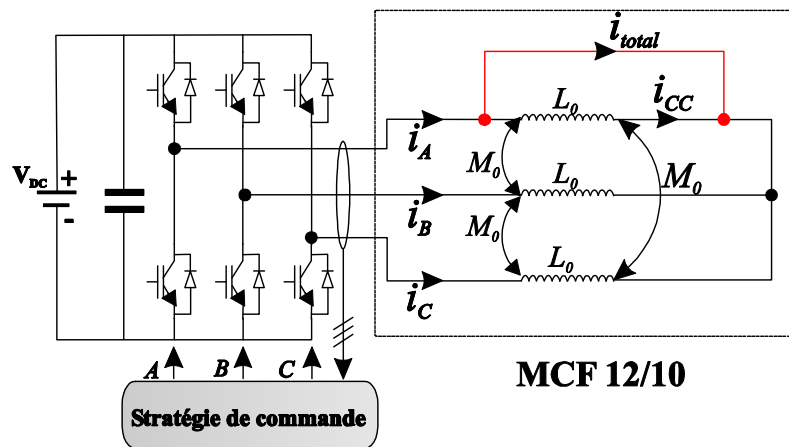 i_total
L_0
i_CC
i_A
M_0
V_DC
+
-
L_0
M_0
i_B
M_0
L_0
i_C
A B C
MCF 12/10
Stratégie de commande